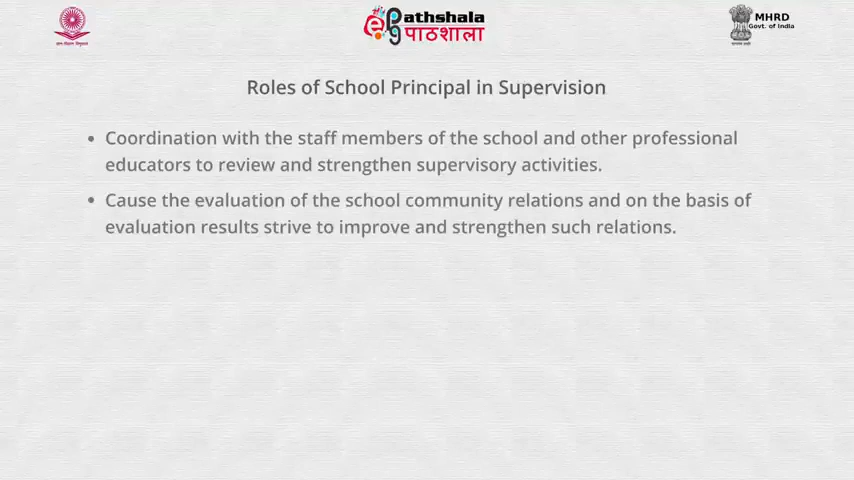 ePathshala
पाठशाला
MHRD
Govt. of India
Roles of School Principal in Supervision
• Coordination with the staff members of the school and other professional
educators to review and strengthen supervisory activities.
• Cause the evaluation of the school community relations and on the basis of
evaluation results strive to improve and strengthen such relations.